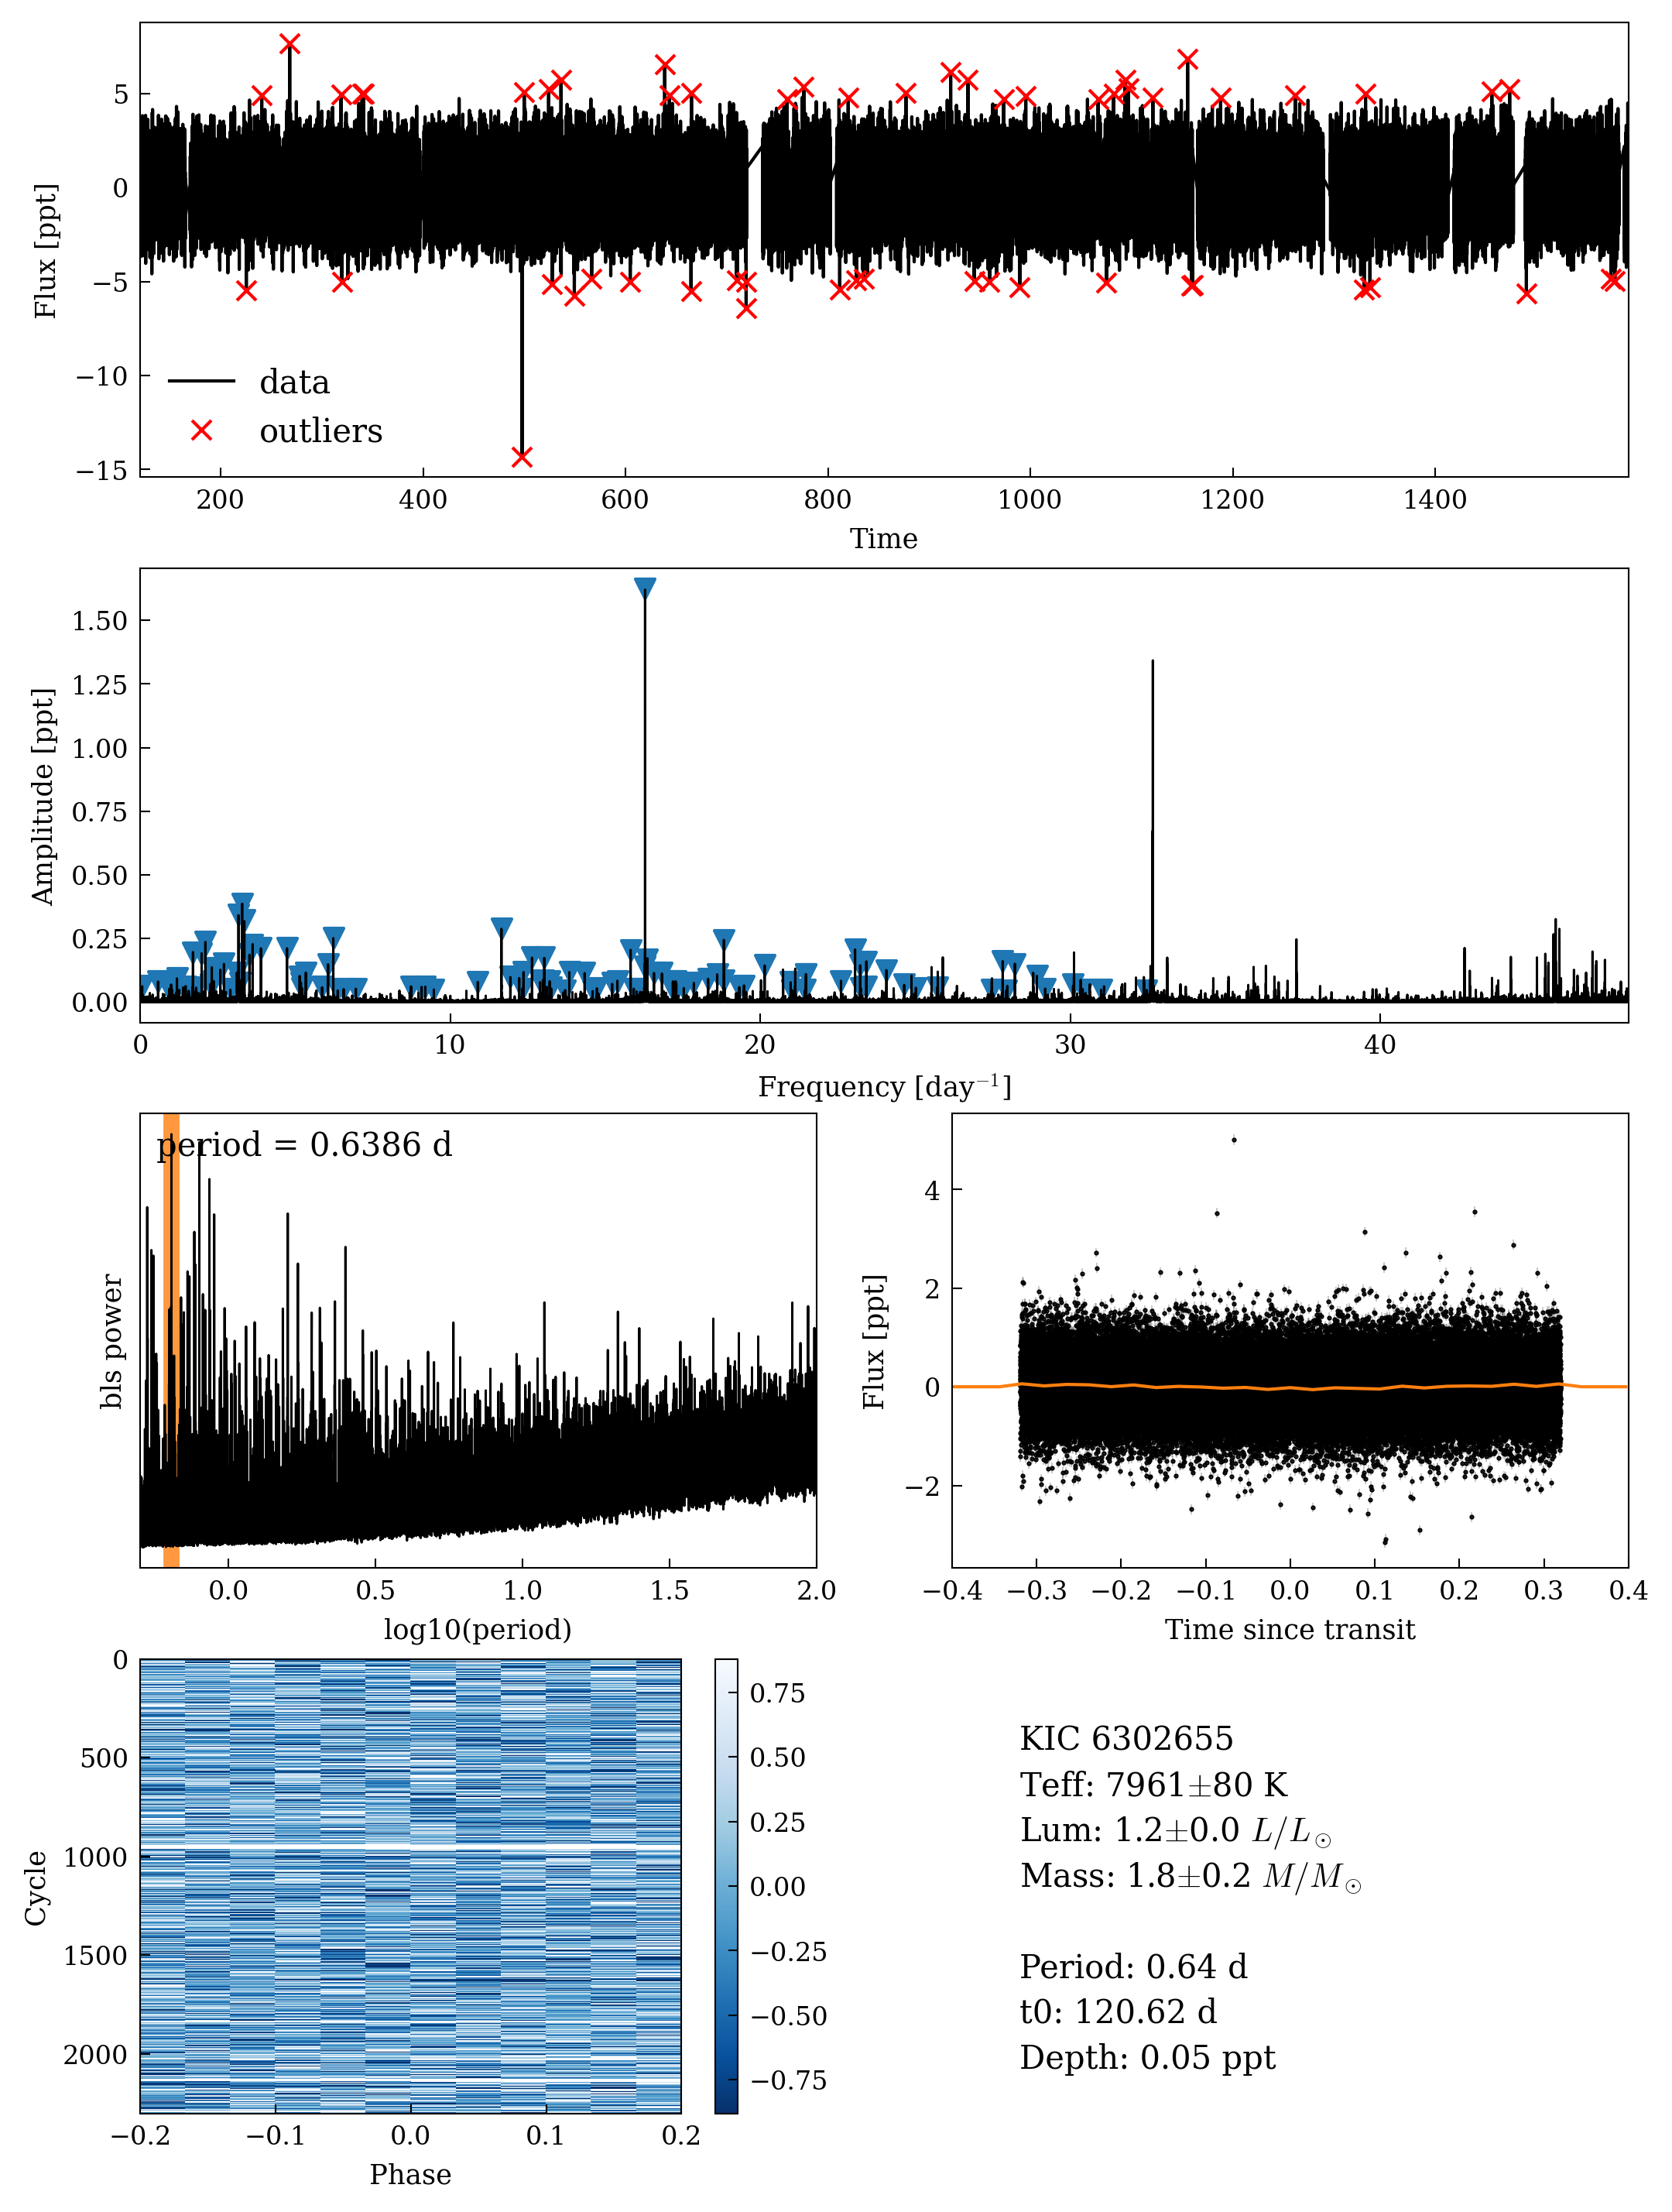 5
0
−5
−10
−15
Flux [ppt]
data
outliers
200 400 600 800 1000 1200 1400
Time
1.50
1.25
1.00
0.75
0.50
0.25
0.00
Amplitude [ppt]
0 10 20 30 40
Frequency [day⁻¹]
period = 0.6386 d
bls power
0.0 0.5 1.0 1.5 2.0
log10(period)
4
2
0
−2
Flux [ppt]
−0.4 −0.3 −0.2 −0.1 0.0 0.1 0.2 0.3 0.4
Time since transit
0
500
1000
1500
2000
Cycle
−0.2 −0.1 0.0 0.1 0.2
Phase
0.75
0.50
0.25
0.00
−0.25
−0.50
−0.75
KIC 6302655
Teff: 7961±80 K
Lum: 1.2±0.0 L/L⊙
Mass: 1.8±0.2 M/M⊙
Period: 0.64 d
t0: 120.62 d
Depth: 0.05 ppt